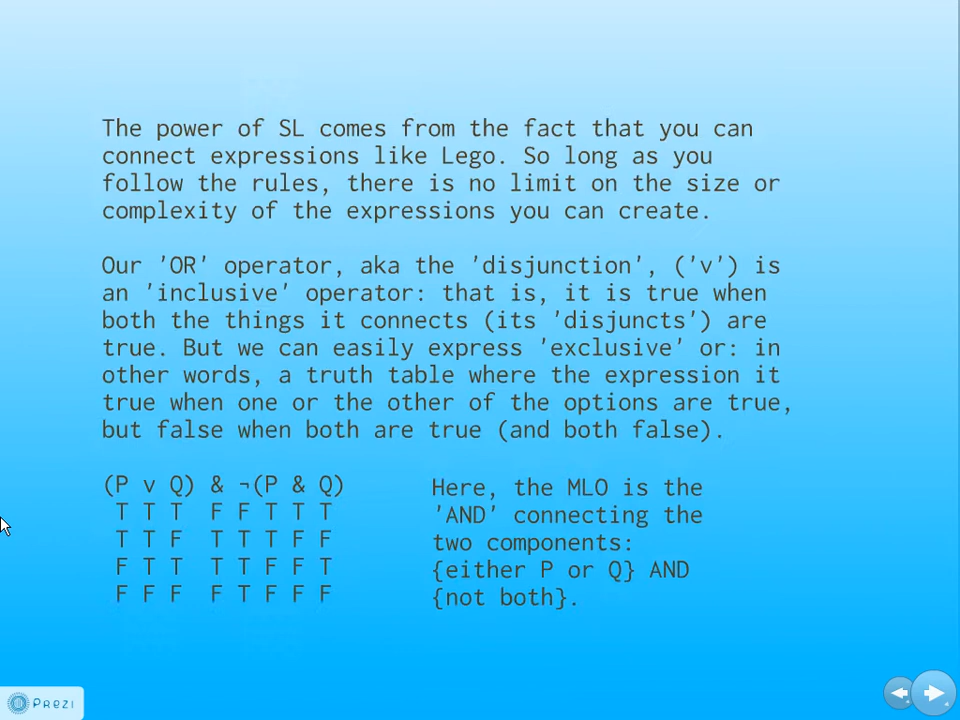 The power of SL comes from the fact that you can
connect expressions like Lego. So long as you
follow the rules, there is no limit on the size or
complexity of the expressions you can create.
Our 'OR' operator, aka the 'disjunction', ('v') is
an 'inclusive' operator: that is, it is true when
both the things it connects (its 'disjuncts') are
true. But we can easily express 'exclusive' or: in
other words, a truth table where the expression it
true when one or the other of the options are true,
but false when both are true (and both false).
(P v Q) & ¬(P & Q)
T T T F F T T T
T T F T T T F F
F T T T T F F T
F F F F T F F F
Here, the MLO is the
'AND' connecting the
two components:
{either P or Q} AND
{not both}.
Prezi